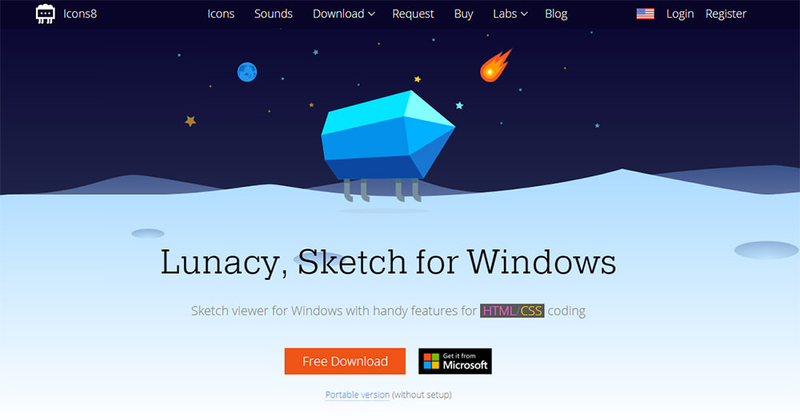 Icons8 Icons Sounds Download Request Buy Labs Blog Login Register
Lunacy, Sketch for Windows
Sketch viewer for Windows with handy features for HTML/CSS coding
Free Download
Get it from
Microsoft
Portable version (without setup)